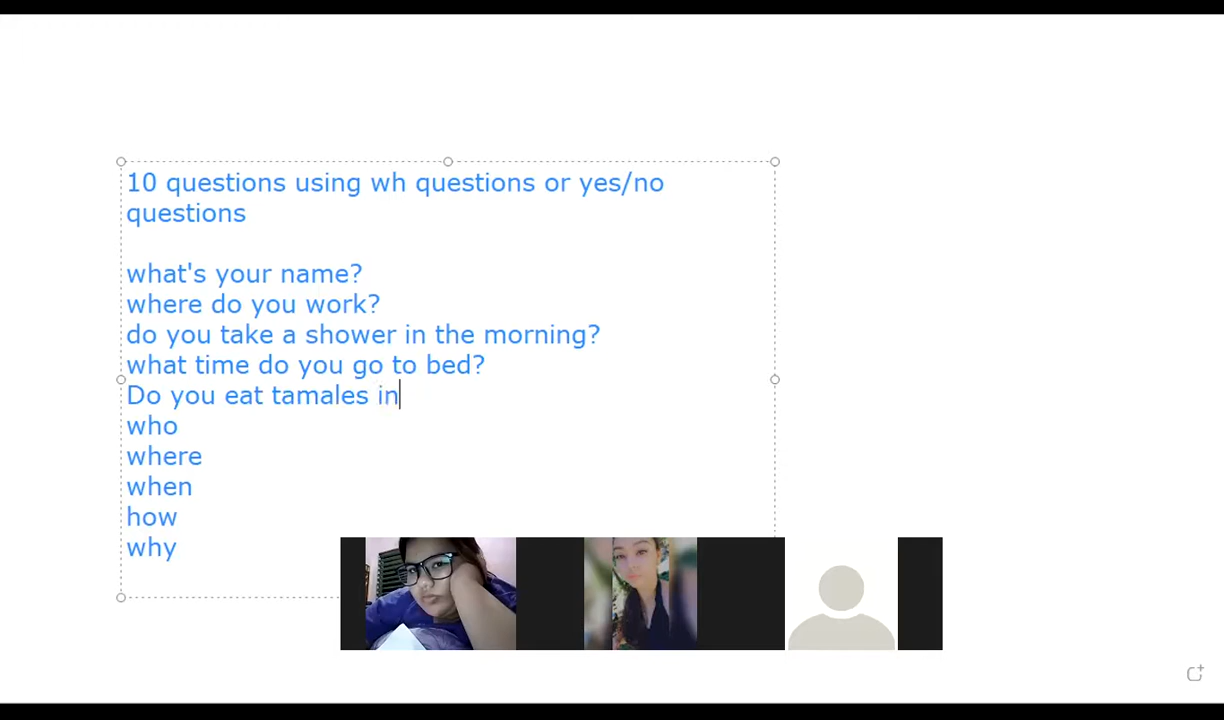 10 questions using wh questions or yes/no
questions
what's your name?
where do you work?
do you take a shower in the morning?
what time do you go to bed?
Do you eat tamales in
who
where
when
how
why